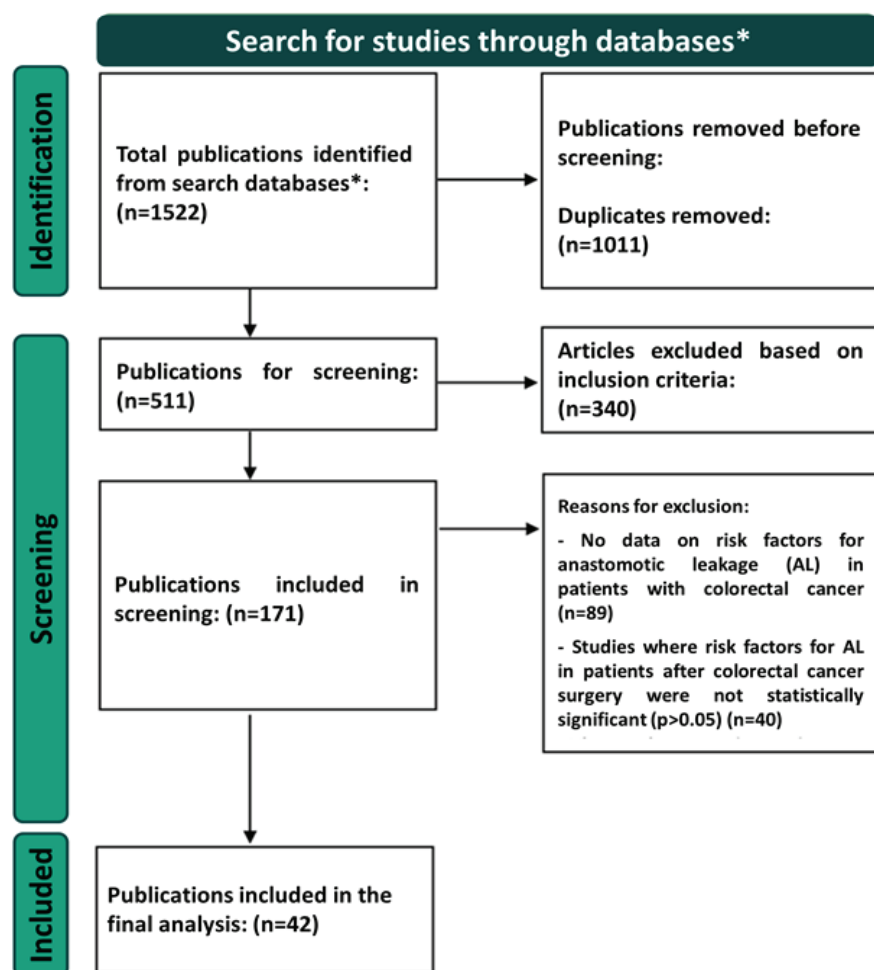 Search for studies through databases*
Identification
Total publications identified
from search databases*:
(n=1522)
Publications removed before
screening:
Duplicates removed:
(n=1011)
Screening
Publications for screening:
(n=511)
Articles excluded based on
inclusion criteria:
(n=340)
Publications included in
screening: (n=171)
Reasons for exclusion:
- No data on risk factors for
anastomotic leakage (AL) in
patients with colorectal cancer
(n=89)
- Studies where risk factors for AL
in patients after colorectal cancer
surgery were not statistically
significant (p>0.05) (n=40)
Included
Publications included in the
final analysis: (n=42)